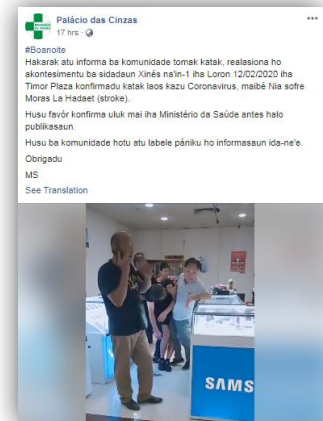 Palácio das Cinzas
17 hrs ·
#Boanoite
Hakarak atu informa ba komunidade tomak katak, realasiona ho
akontesimentu ba sidadaun Xinés na'in-1 iha Loron 12/02/2020 iha
Timor Plaza konfirmadu katak laos kazu Coronavirus, maibé Nia sofre
Moras La Hadaet (stroke).
Husu favór konfirma uluk mai iha Ministério da Saúde antes halo
publikasaun.
Husu ba komunidade hotu atu labele pániku ho informasaun ida-ne'e.
Obrigadu
MS
See Translation
SAMS